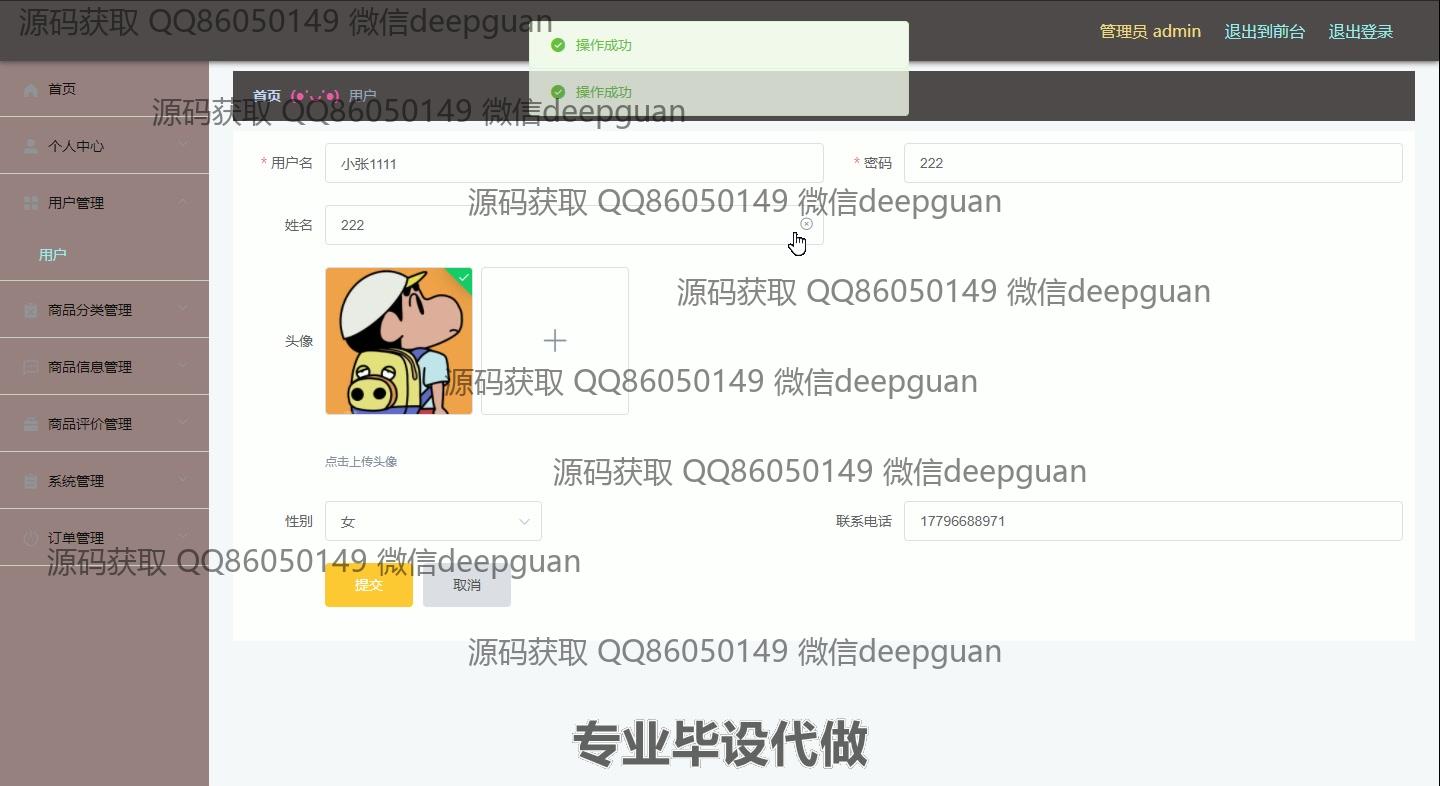 源码获取 QQ86050149 微信deepguan
操作成功
管理员 admin 退出到前台 退出登录
操作成功
首页 (●'◡'●) 用户
源码获取 QQ86050149 微信deepguan
首页
个人中心
用户管理
用户
商品分类管理
商品信息管理
商品评价管理
系统管理
订单管理
* 用户名 小张1111 * 密码 222
源码获取 QQ86050149 微信deepguan
姓名 222
源码获取 QQ86050149 微信deepguan
头像
源码获取 QQ86050149 微信deepguan
点击上传头像
源码获取 QQ86050149 微信deepguan
性别 女 联系电话 17796688971
源码获取 QQ86050149 微信deepguan
提交 取消
源码获取 QQ86050149 微信deepguan
专业毕设代做